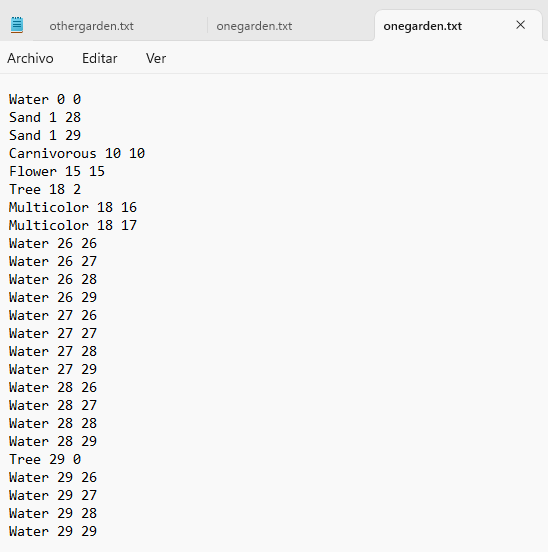 othergarden.txt onegarden.txt onegarden.txt
Archivo Editar Ver
Water 0 0
Sand 1 28
Sand 1 29
Carnivorous 10 10
Flower 15 15
Tree 18 2
Multicolor 18 16
Multicolor 18 17
Water 26 26
Water 26 27
Water 26 28
Water 26 29
Water 27 26
Water 27 27
Water 27 28
Water 27 29
Water 28 26
Water 28 27
Water 28 28
Water 28 29
Tree 29 0
Water 29 26
Water 29 27
Water 29 28
Water 29 29